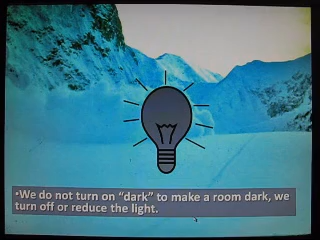 •We do not turn on “dark” to make a room dark, we
turn off or reduce the light.